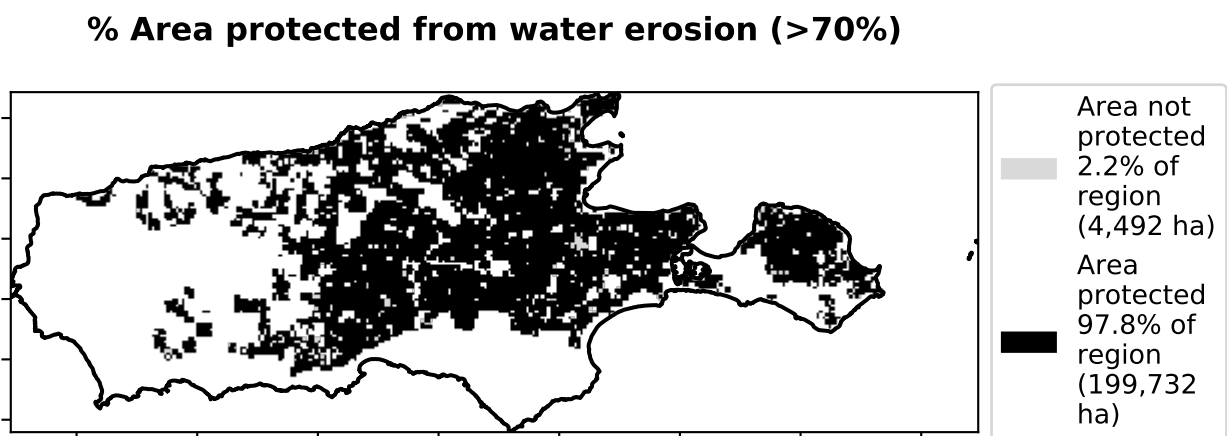 % Area protected from water erosion (>70%)
Area not
protected
2.2% of
region
(4,492 ha)
Area
protected
97.8% of
region
(199,732
ha)